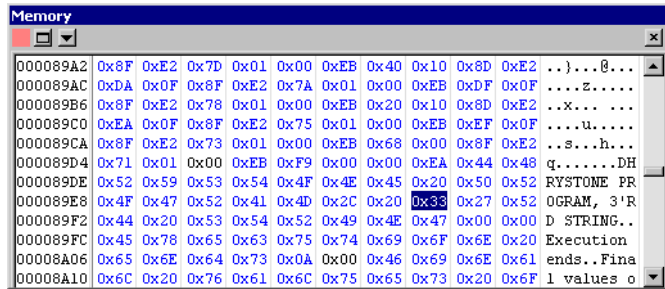 Memory
000089A2 0x8F 0xE2 0x7D 0x01 0x00 0xEB 0x40 0x10 0x8D 0xE2 ..}...@...
000089AC 0xDA 0x0F 0x8F 0xE2 0x7A 0x01 0x00 0xEB 0xDF 0x0F ....z.....
000089B6 0x8F 0xE2 0x78 0x01 0x00 0xEB 0x20 0x10 0x8D 0xE2 ..x... ...
000089C0 0xEA 0x0F 0x8F 0xE2 0x75 0x01 0x00 0xEB 0xEF 0x0F ....u.....
000089CA 0x8F 0xE2 0x73 0x01 0x00 0xEB 0x68 0x00 0x8F 0xE2 ..s...h...
000089D4 0x71 0x01 0x00 0xEB 0xF9 0x00 0x00 0xEA 0x44 0x48 q.......DH
000089DE 0x52 0x59 0x53 0x54 0x4F 0x4E 0x45 0x20 0x50 0x52 RYSTONE PR
000089E8 0x4F 0x47 0x52 0x41 0x4D 0x2C 0x20 0x33 0x27 0x52 OGRAM, 3'R
000089F2 0x44 0x20 0x53 0x54 0x52 0x49 0x4E 0x47 0x00 0x00 D STRING..
000089FC 0x45 0x78 0x65 0x63 0x75 0x74 0x69 0x6F 0x6E 0x20 Execution
00008A06 0x65 0x6E 0x64 0x73 0x0A 0x00 0x46 0x69 0x6E 0x61 ends..Fina
00008A10 0x6C 0x20 0x76 0x61 0x6C 0x75 0x65 0x73 0x20 0x6F l values o